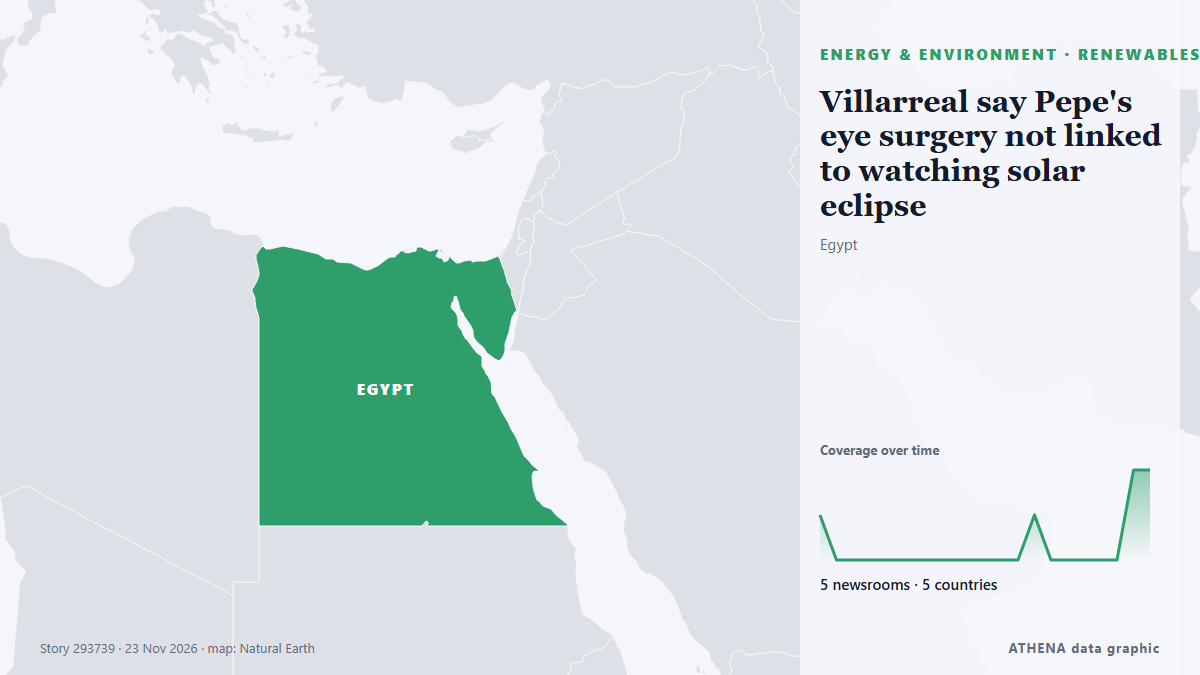 ENERGY & ENVIRONMENT · RENEWABLES
Villarreal say Pepe's
eye surgery not linked
to watching solar
eclipse
Egypt
EGYPT
Coverage over time
5 newsrooms · 5 countries
Story 293739 · 23 Nov 2026 · map: Natural Earth
ATHENA data graphic